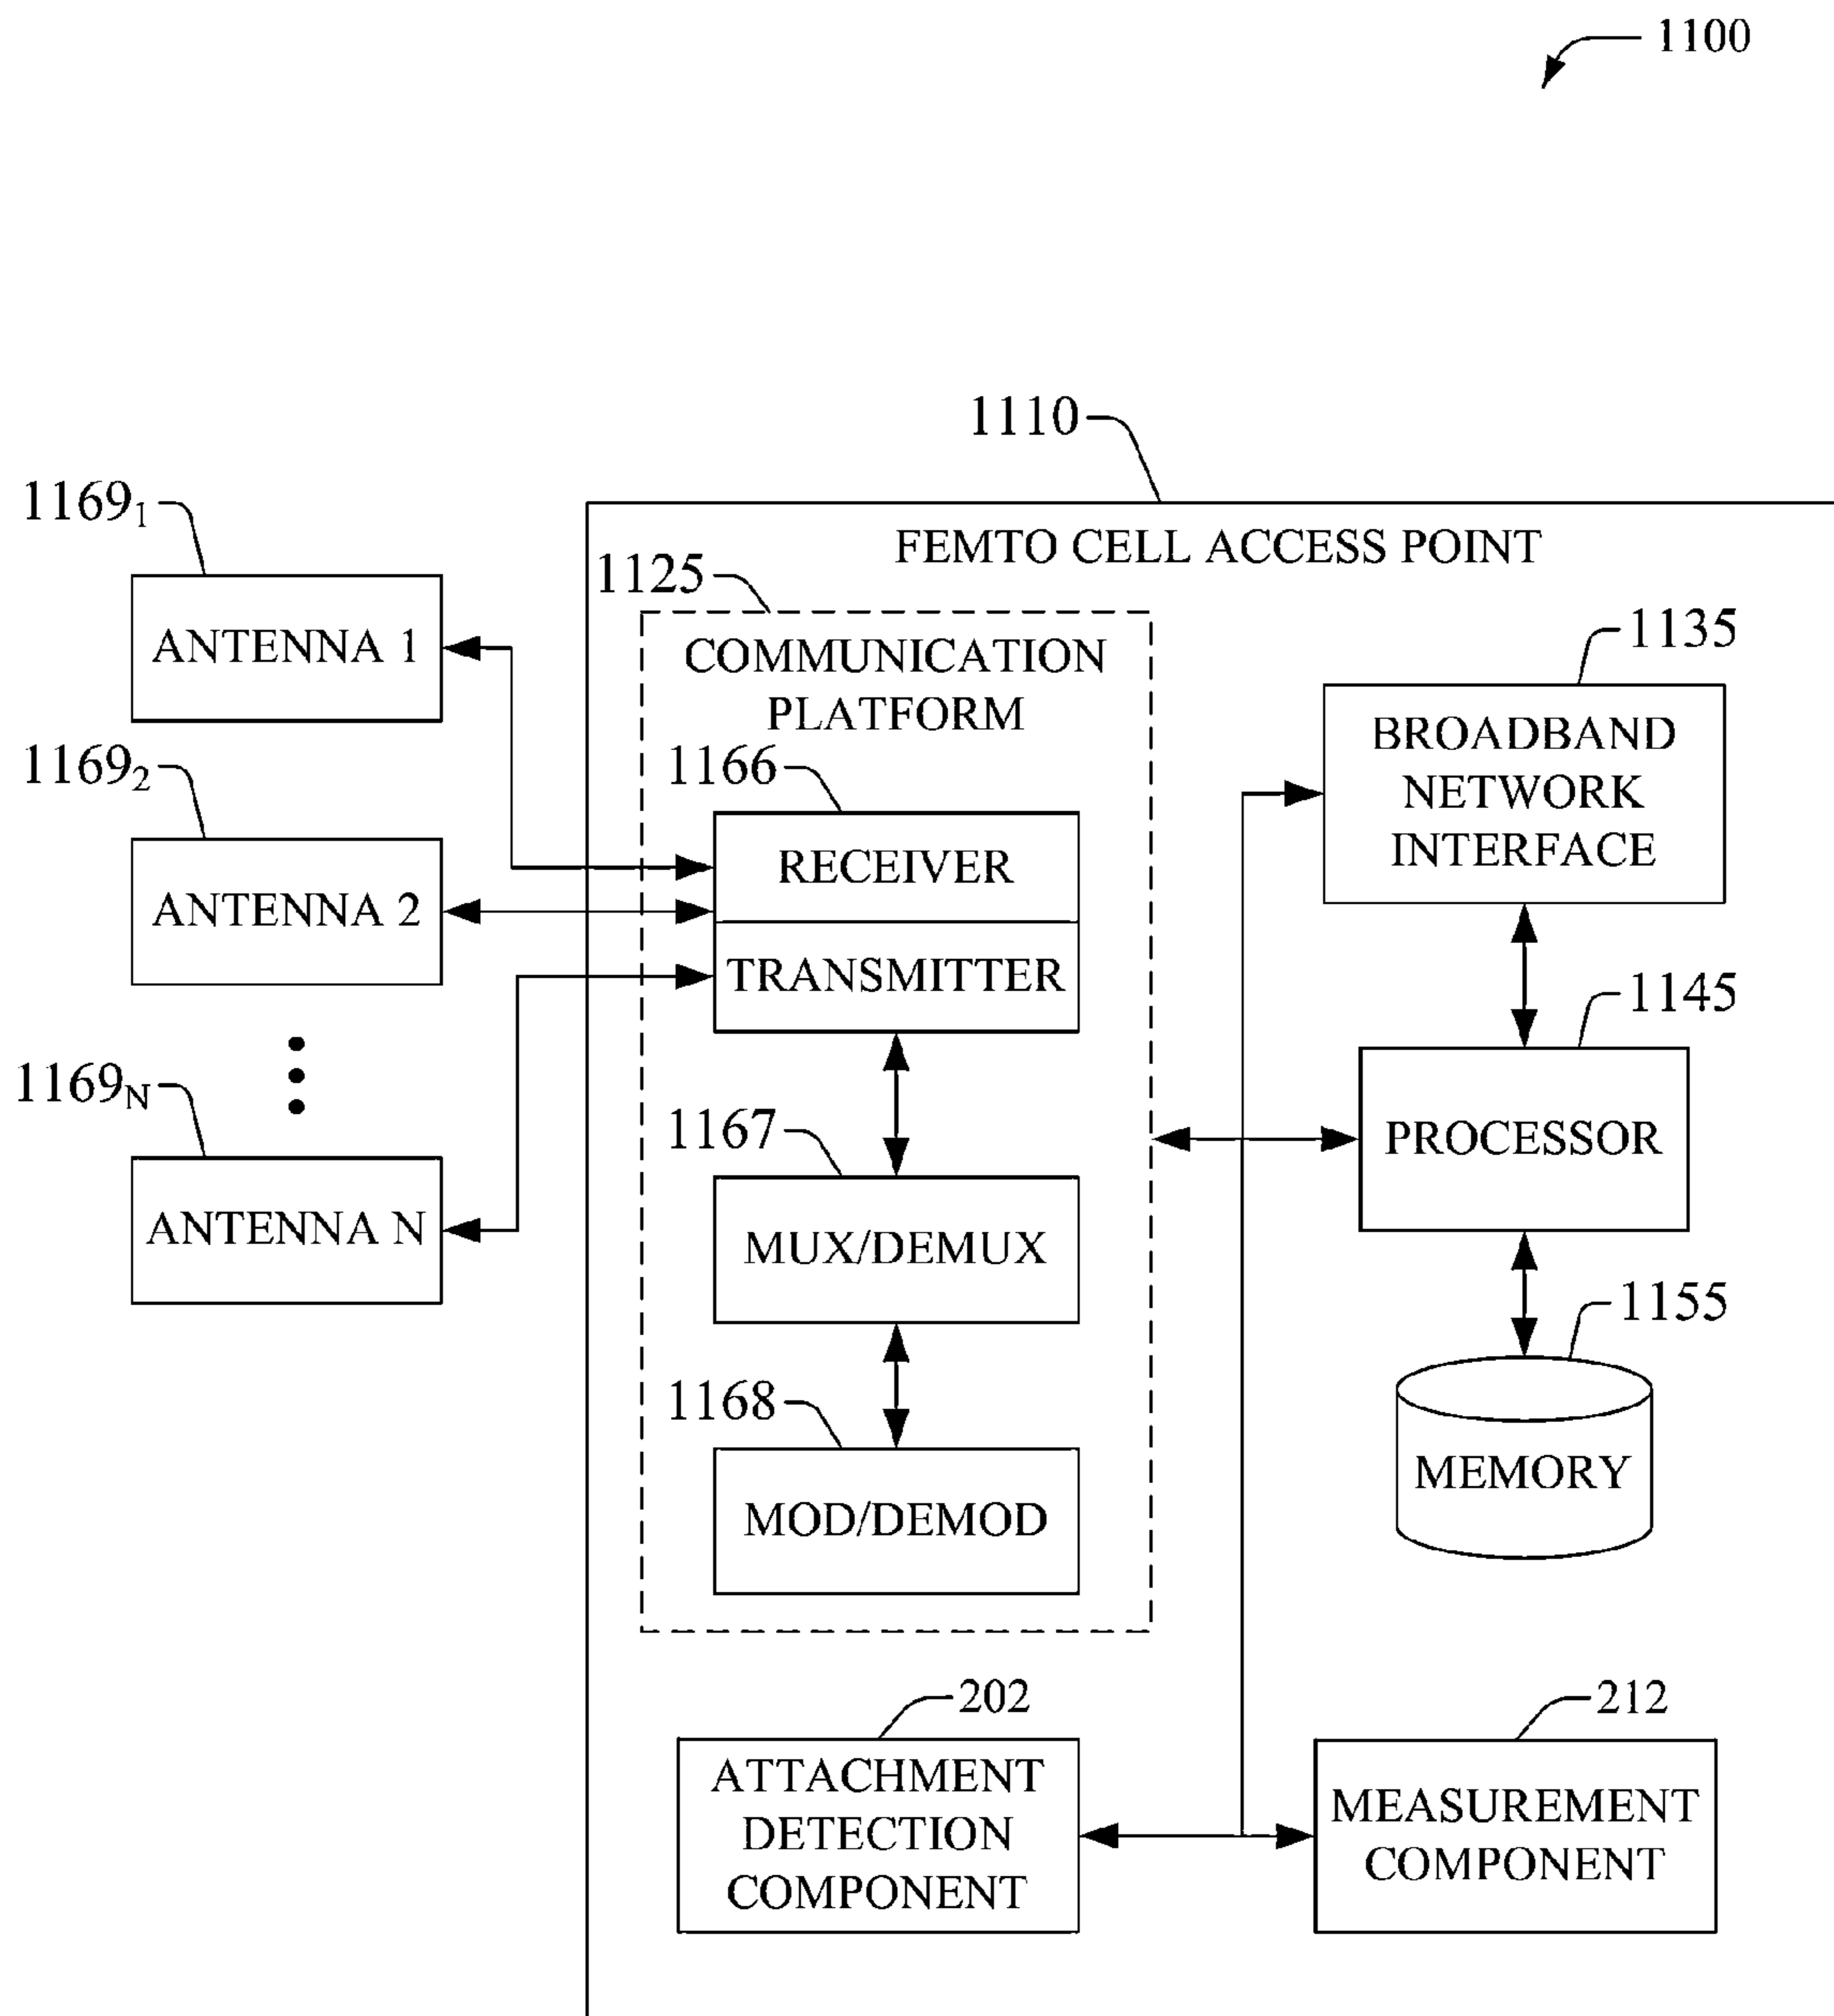 1100
1110
FEMTO CELL ACCESS POINT
1169₁
ANTENNA 1
1125
COMMUNICATION
PLATFORM
1135
BROADBAND
NETWORK
INTERFACE
1169₂
ANTENNA 2
1166
RECEIVER
TRANSMITTER
1145
PROCESSOR
1169N
ANTENNA N
1167
MUX/DEMUX
1155
MEMORY
1168
MOD/DEMOD
202
ATTACHMENT
DETECTION
COMPONENT
212
MEASUREMENT
COMPONENT